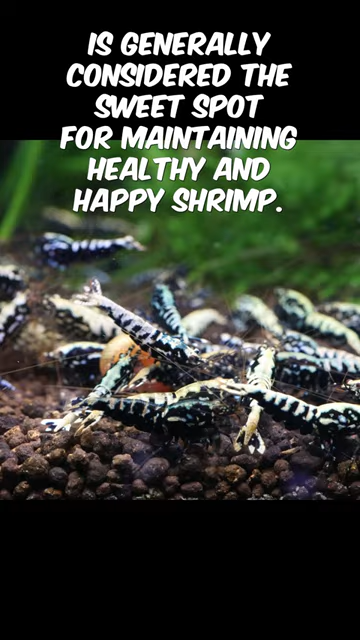 IS GENERALLY
CONSIDERED THE
SWEET SPOT
FOR MAINTAINING
HEALTHY AND
HAPPY SHRIMP.